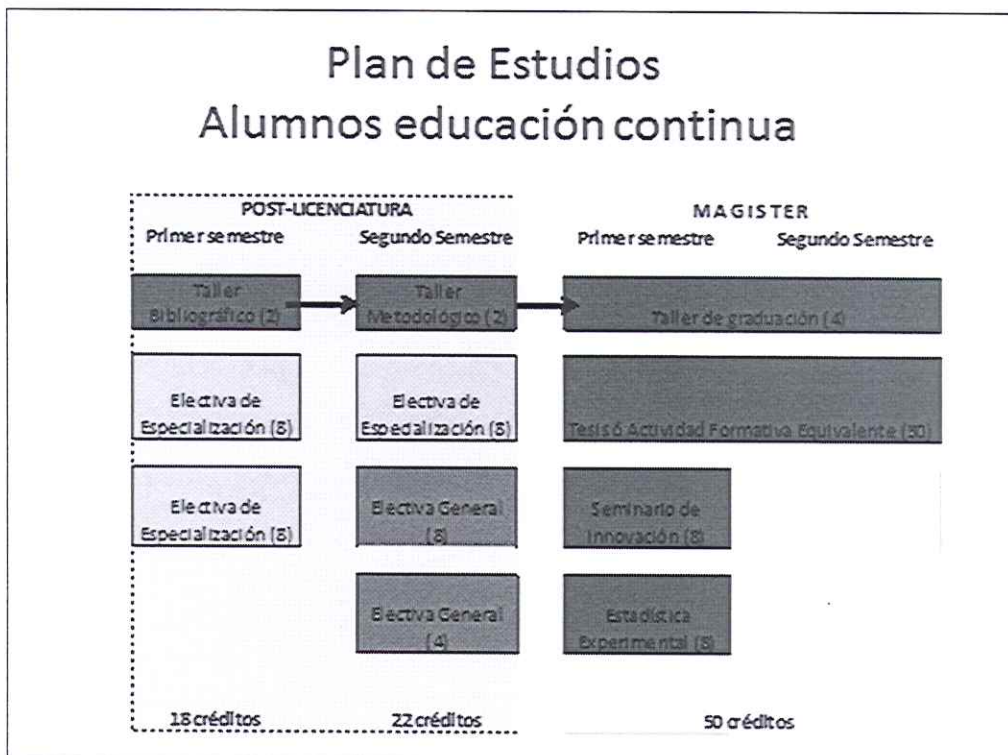 Plan de Estudios
Alumnos educación continua
POST-LICENCIATURA
MAGISTER
Primer semestre
Segundo Semestre
Primer semestre
Segundo Semestre
Taller
Bibliográfico (2)
Taller
Metodológico (2)
Taller de graduación (4)
Electiva de
Especialización (8)
Electiva de
Especialización (8)
Tesis ó Actividad Formativa Equivalente (30)
Electiva de
Especialización (8)
Electiva General
(8)
Seminario de
Innovación (8)
Electiva General
(4)
Estadística
Experimental (8)
18 créditos
22 créditos
50 créditos